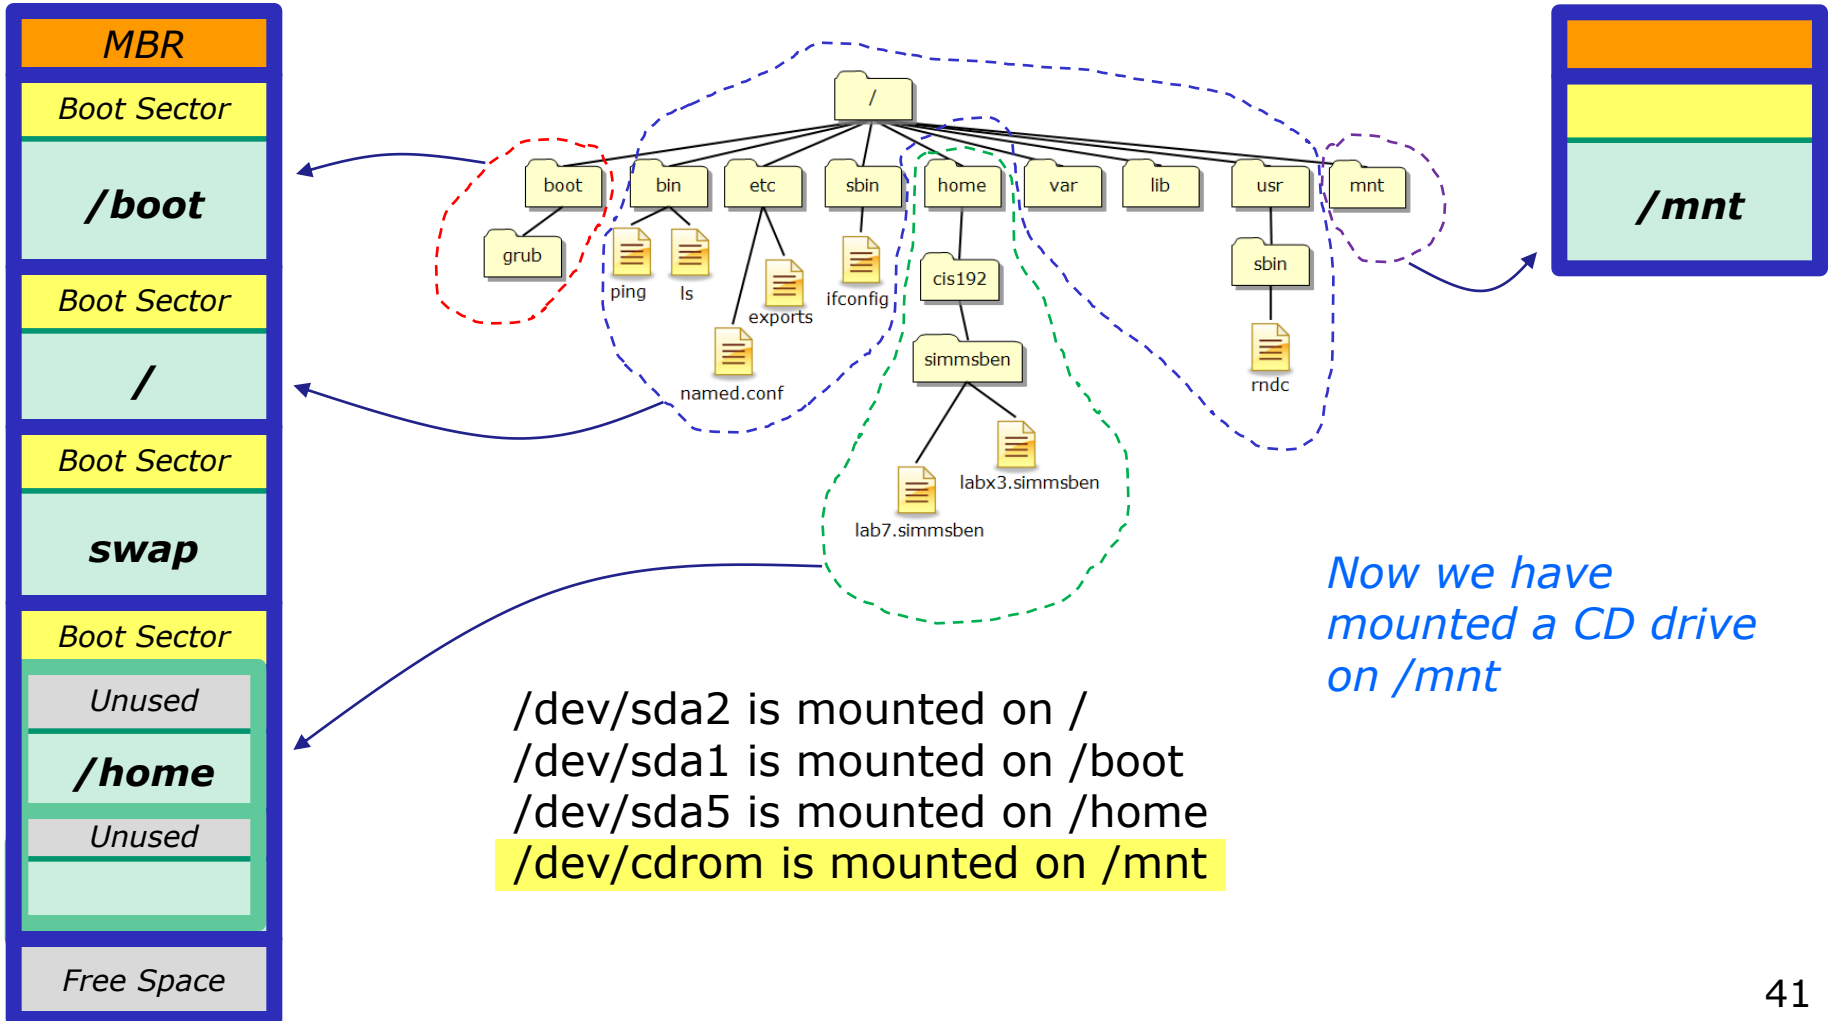 MBR
Boot Sector
/boot
Boot Sector
/
Boot Sector
swap
Boot Sector
Unused
/home
Unused
Free Space
/
boot
bin
etc
sbin
home
var
lib
usr
mnt
grub
ping
ls
exports
named.conf
ifconfig
cis192
simmsben
lab7.simmsben
labx3.simmsben
sbin
rndc
/mnt
Now we have
mounted a CD drive
on /mnt
/dev/sda2 is mounted on /
/dev/sda1 is mounted on /boot
/dev/sda5 is mounted on /home
/dev/cdrom is mounted on /mnt
41